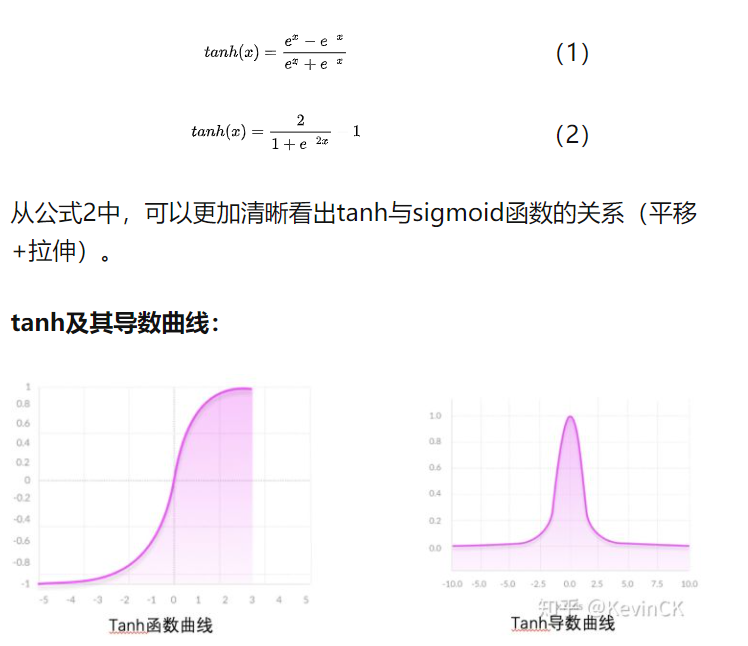 tanh(x) = e^x − e^x / e^x + e^x (1)
tanh(x) = 2 / 1 + e^2x 1 (2)
从公式2中，可以更加清晰看出tanh与sigmoid函数的关系（平移
+拉伸）。
tanh及其导数曲线：
1
0.8
0.6
0.4
0.2
0
-0.2
-0.4
-0.6
-0.8
-1
-5 -4 -3 -2 -1 0 1 2 3 4 5
Tanh函数曲线
1.0
0.8
0.6
0.4
0.2
0.0
-10.0 -5.0 -5.0 -2.5 0.0 2.5 5.0 7.5 10.0
知乎 @KevinCK
Tanh导数曲线